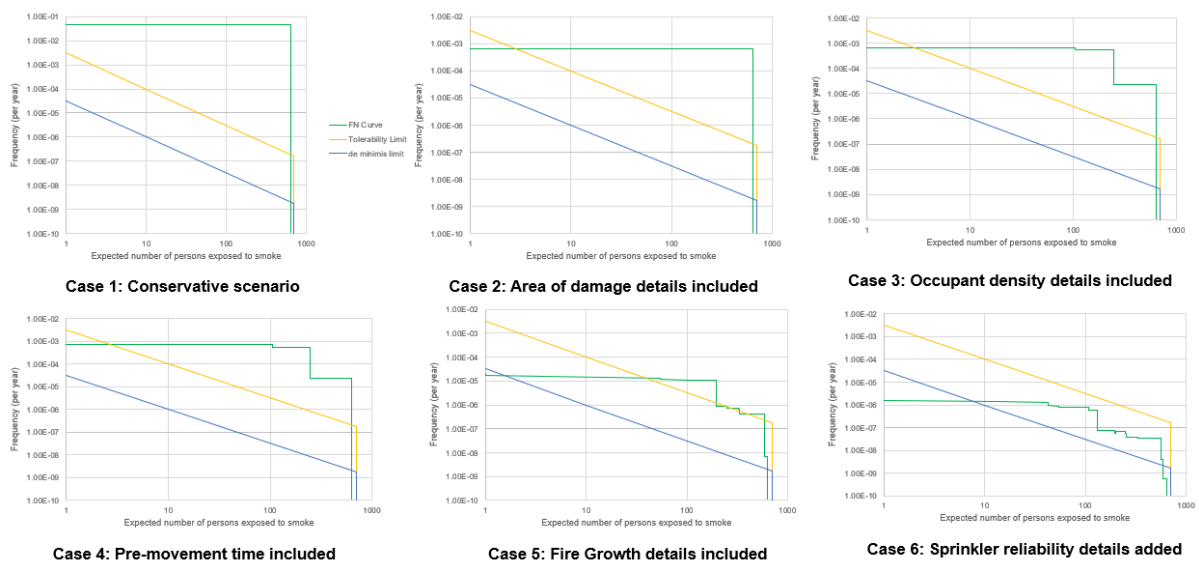 1.00E-01
1.00E-02
1.00E-03
1.00E-04
1.00E-05
1.00E-06
1.00E-07
1.00E-08
1.00E-09
Frequency (per year)
1 10 100 1000
Expected number of persons exposed to smoke
FN Curve
Tolerability Limit
de minimis limit
Case 1: Conservative scenario
1.00E-02
1.00E-03
1.00E-04
1.00E-05
1.00E-06
1.00E-07
1.00E-08
1.00E-09
1.00E-10
Frequency (per year)
1 10 100 1000
Expected number of persons exposed to smoke
Case 2: Area of damage details included
1.00E-02
1.00E-03
1.00E-04
1.00E-05
1.00E-06
1.00E-07
1.00E-08
1.00E-09
1.00E-10
Frequency (per year)
1 10 100 1000
Expected number of persons exposed to smoke
Case 3: Occupant density details included
1.00E-02
1.00E-03
1.00E-04
1.00E-05
1.00E-06
1.00E-07
1.00E-08
1.00E-09
1.00E-10
Frequency (per year)
1 10 100 1000
Expected number of persons exposed to smoke
Case 4: Pre-movement time included
1.00E-02
1.00E-03
1.00E-04
1.00E-05
1.00E-06
1.00E-07
1.00E-08
1.00E-09
1.00E-10
Frequency (per year)
1 10 100 1000
Expected number of persons exposed to smoke
Case 5: Fire Growth details included
1.00E-02
1.00E-03
1.00E-04
1.00E-05
1.00E-06
1.00E-07
1.00E-08
1.00E-09
1.00E-10
Frequency (per year)
1 10 100 1000
Expected number of persons exposed to smoke
Case 6: Sprinkler reliability details added